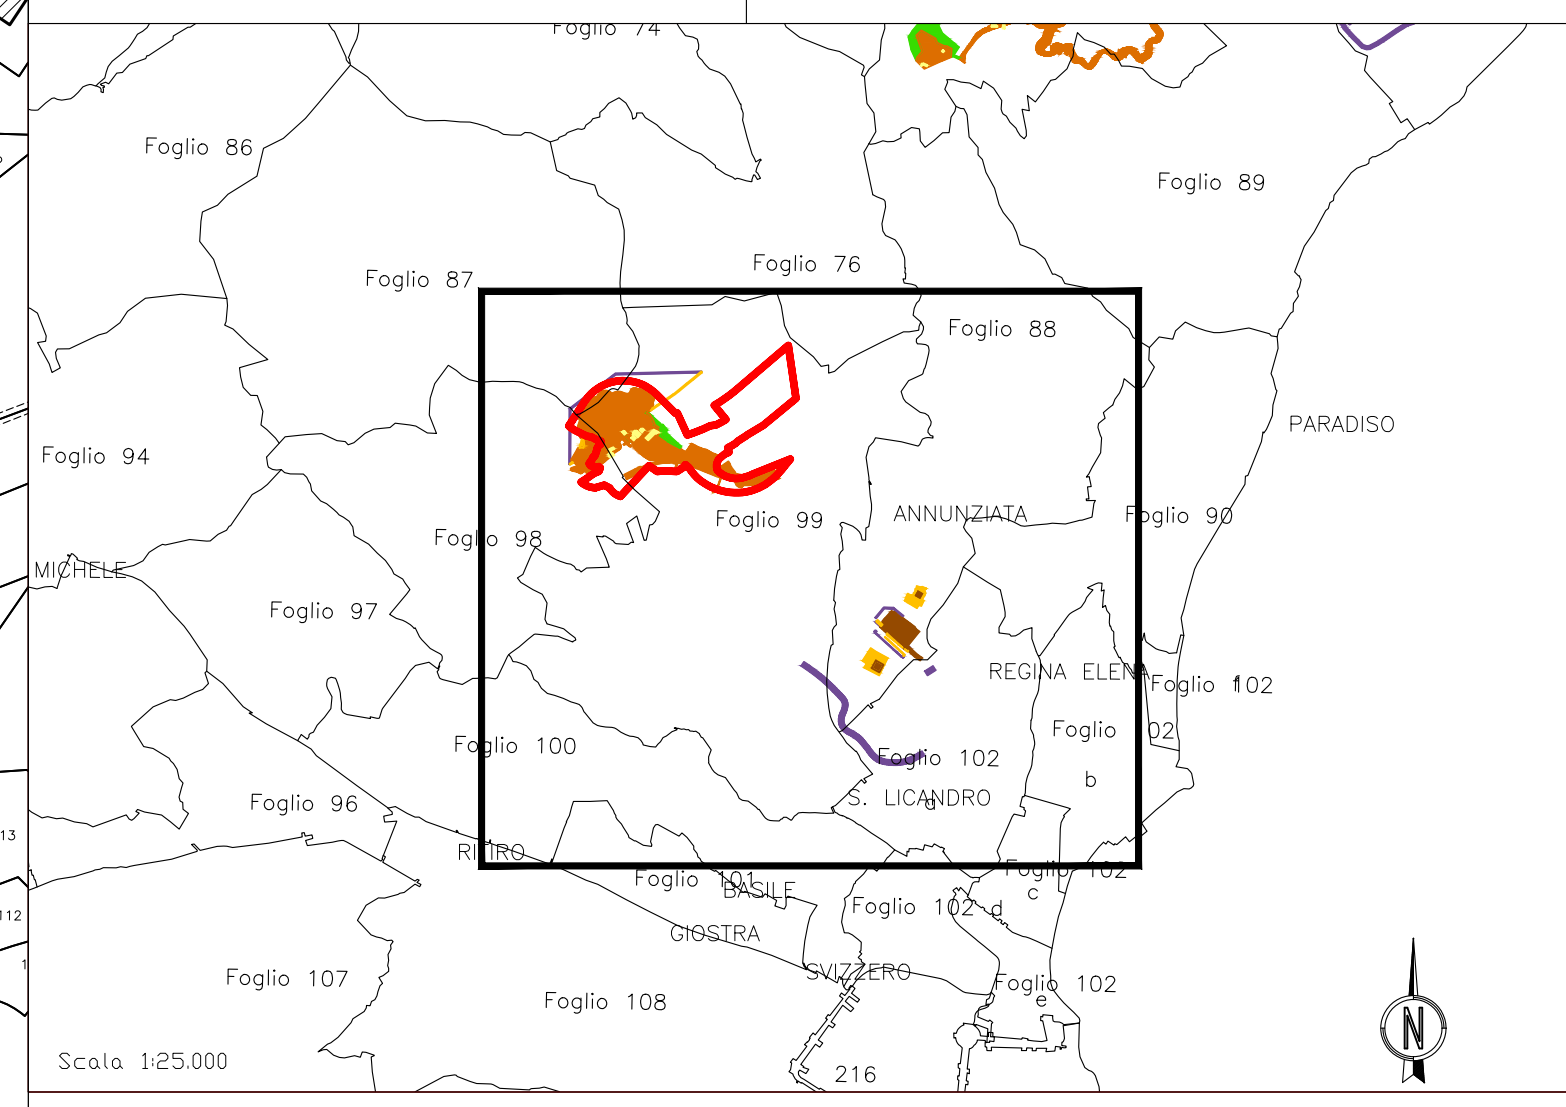 Foglio 74
Foglio 86
Foglio 89
Foglio 76
Foglio 87
Foglio 88
PARADISO
Foglio 94
ANNUNZIATA
Foglio 90
Foglio 99
Foglio 98
MICHELE
Foglio 97
REGINA ELENA
Foglio 102
f
Foglio 102
b
Foglio 100
Foglio 102
a
S. LICANDRO
Foglio 96
13
RITIRO
Foglio 101
BASILE
Foglio 102
c
Foglio 102 d
112
GIOSTRA
1
SVIZZERO
Foglio 107
Foglio 102
e
Foglio 108
N
Scala 1:25.000
216